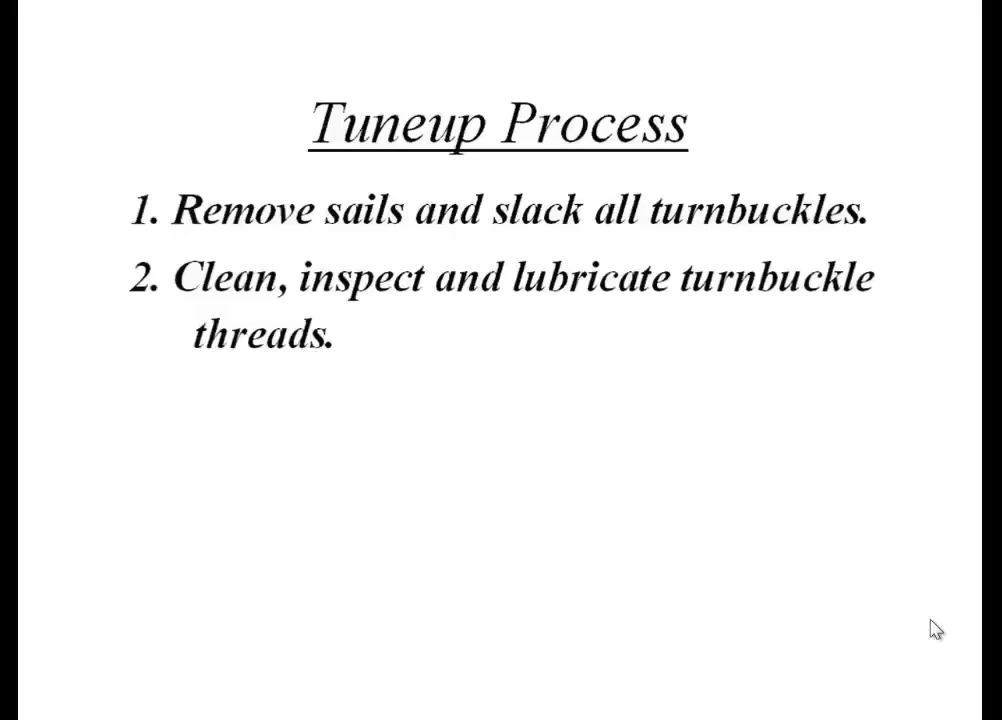 Tuneup Process
1. Remove sails and slack all turnbuckles.
2. Clean, inspect and lubricate turnbuckle
threads.